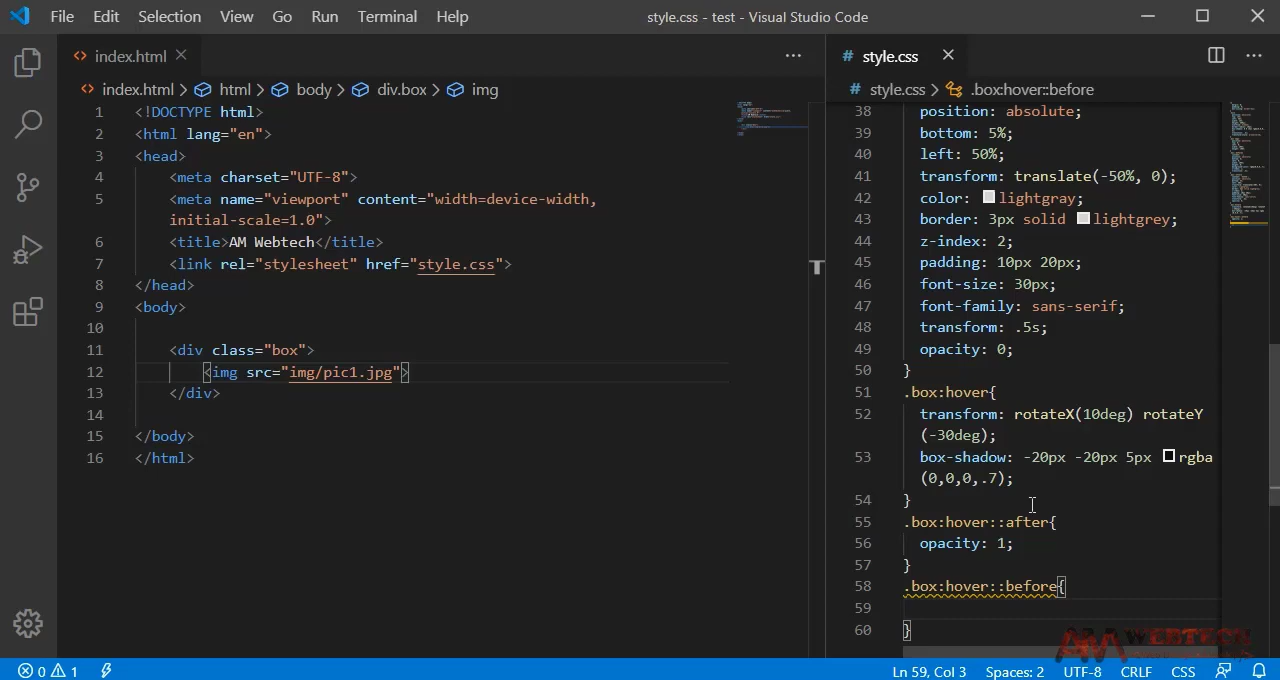 File Edit Selection View Go Run Terminal Help style.css - test - Visual Studio Code
index.html
index.html > html > body > div.box > img
1 <!DOCTYPE html>
2 <html lang="en">
3 <head>
4 <meta charset="UTF-8">
5 <meta name="viewport" content="width=device-width,
initial-scale=1.0">
6 <title>AM Webtech</title>
7 <link rel="stylesheet" href="style.css">
8 </head>
9 <body>
10
11 <div class="box">
12 <img src="img/pic1.jpg">
13 </div>
14
15 </body>
16 </html>
# style.css
# style.css > .box:hover::before
38 position: absolute;
39 bottom: 5%;
40 left: 50%;
41 transform: translate(-50%, 0);
42 color: lightgray;
43 border: 3px solid lightgrey;
44 z-index: 2;
45 padding: 10px 20px;
46 font-size: 30px;
47 font-family: sans-serif;
48 transform: .5s;
49 opacity: 0;
50 }
51 .box:hover{
52 transform: rotateX(10deg) rotateY
(-30deg);
53 box-shadow: -20px -20px 5px rgba
(0,0,0,.7);
54 }
55 .box:hover::after{
56 opacity: 1;
57 }
58 .box:hover::before{
59
60 }
WEBTECH
0 1 Ln 59, Col 3 Spaces: 2 UTF-8 CRLF CSS